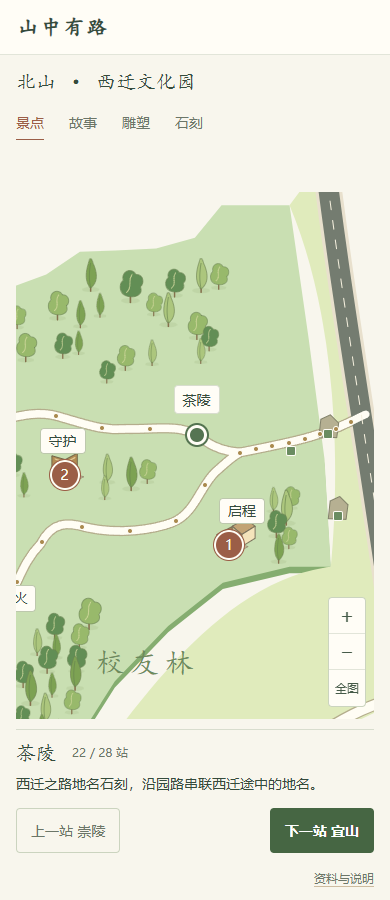 山中有路
北山 • 西迁文化园
景点 故事 雕塑 石刻
茶陵
守护
2
启程
1
火
校友林
+
−
全图
茶陵 22 / 28 站
西迁之路地名石刻，沿园路串联西迁途中的地名。
上一站 崇陵
下一站 宜山
资料与说明